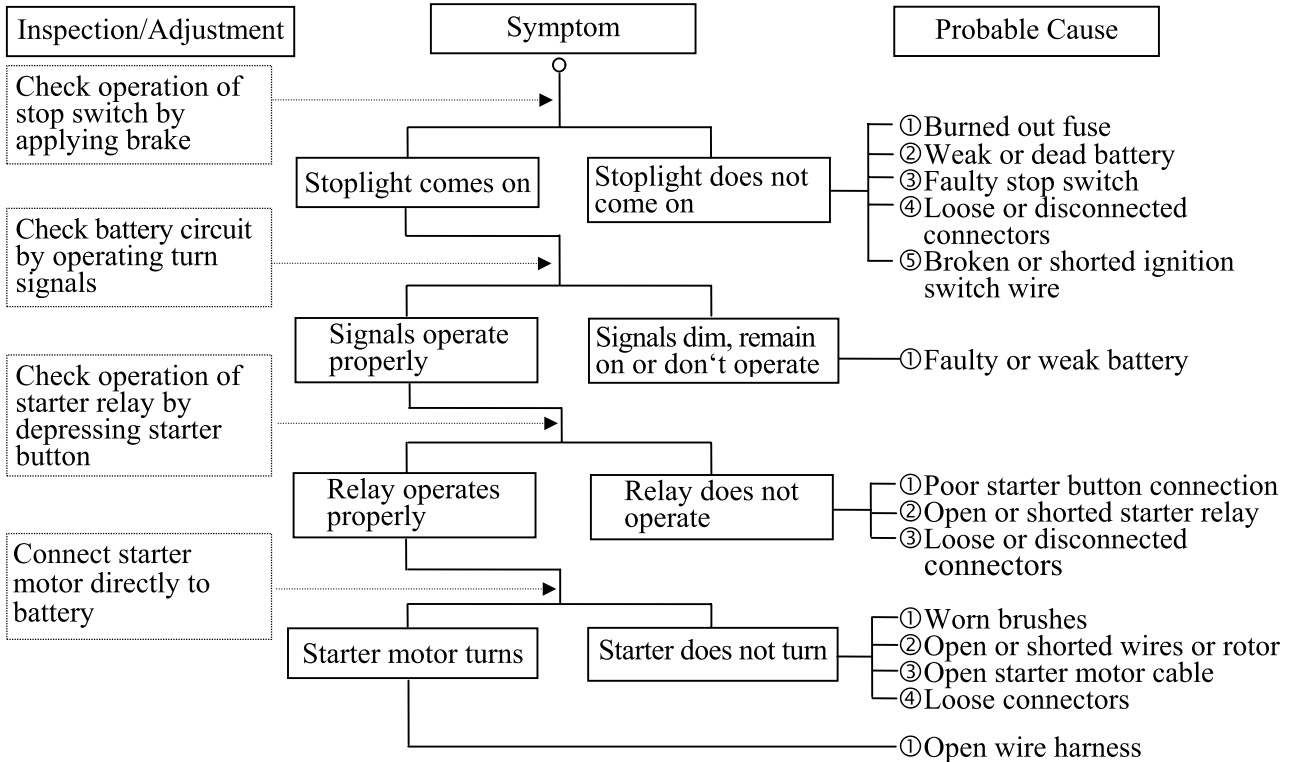 Inspection/Adjustment
Symptom
Probable Cause
Check operation of
stop switch by
applying brake
Stoplight comes on
Stoplight does not
come on
①Burned out fuse
②Weak or dead battery
③Faulty stop switch
④Loose or disconnected
connectors
⑤Broken or shorted ignition
switch wire
Check battery circuit
by operating turn
signals
Signals operate
properly
Signals dim, remain
on or don‘t operate
①Faulty or weak battery
Check operation of
starter relay by
depressing starter
button
Relay operates
properly
Relay does not
operate
①Poor starter button connection
②Open or shorted starter relay
③Loose or disconnected
connectors
Connect starter
motor directly to
battery
Starter motor turns
Starter does not turn
①Worn brushes
②Open or shorted wires or rotor
③Open starter motor cable
④Loose connectors
①Open wire harness